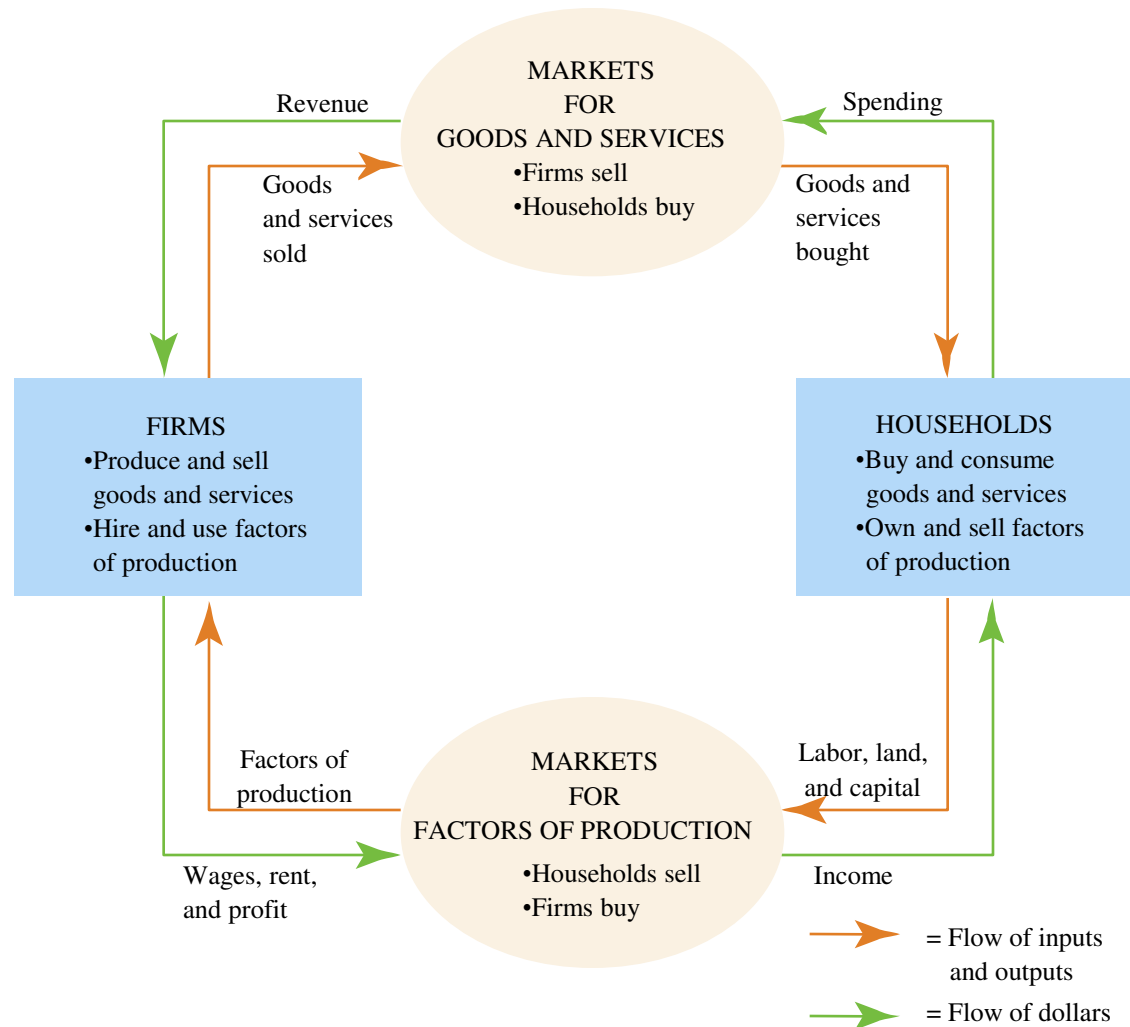 MARKETS
FOR
GOODS AND SERVICES
•Firms sell
•Households buy
Revenue
Goods
and services
sold
Spending
Goods and
services
bought
FIRMS
•Produce and sell
goods and services
•Hire and use factors
of production
HOUSEHOLDS
•Buy and consume
goods and services
•Own and sell factors
of production
Factors of
production
Wages, rent,
and profit
MARKETS
FOR
FACTORS OF PRODUCTION
•Households sell
•Firms buy
Labor, land,
and capital
Income
= Flow of inputs
and outputs
= Flow of dollars